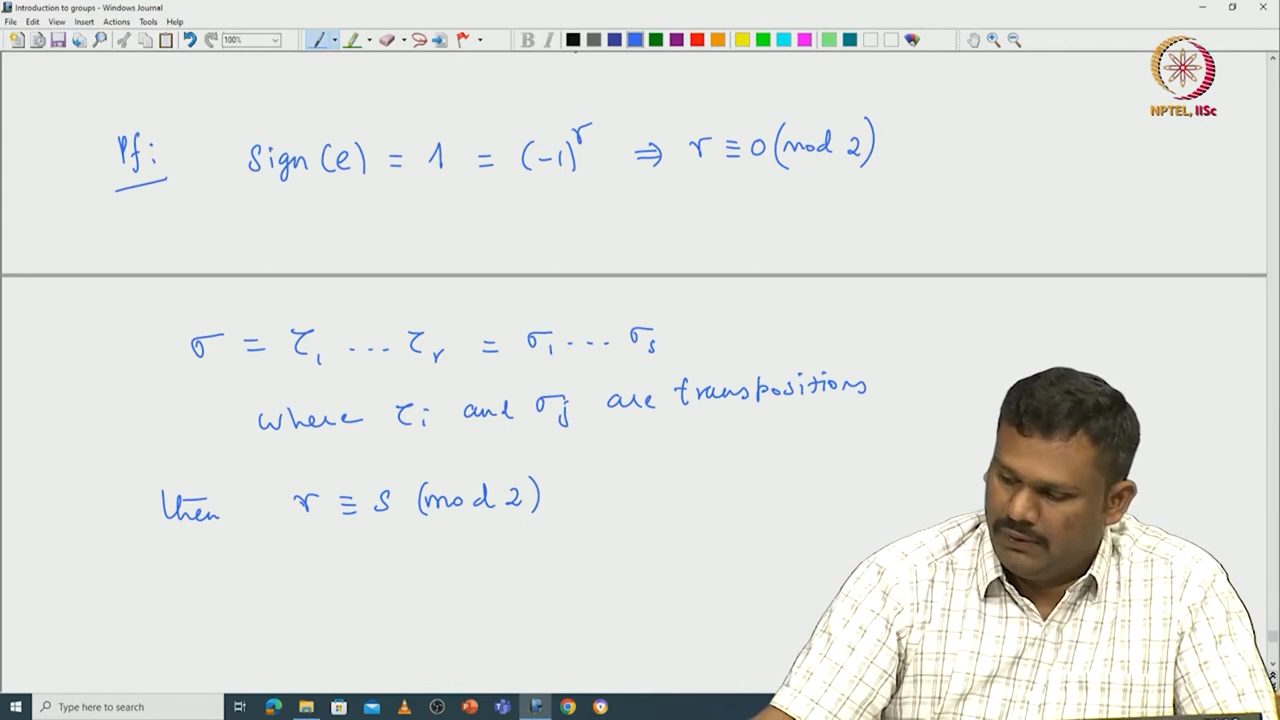 Introduction to groups - Windows Journal
File Edit View Insert Actions Tools Help
100% B I
NPTEL, IISc
Pf: Sign(e) = 1 = (-1)^r ⇒ r ≡ 0 (mod 2)
σ = τ₁ ... τᵣ = σ₁ ... σₛ
where τᵢ and σⱼ are transpositions
then r ≡ s (mod 2)
Type here to search